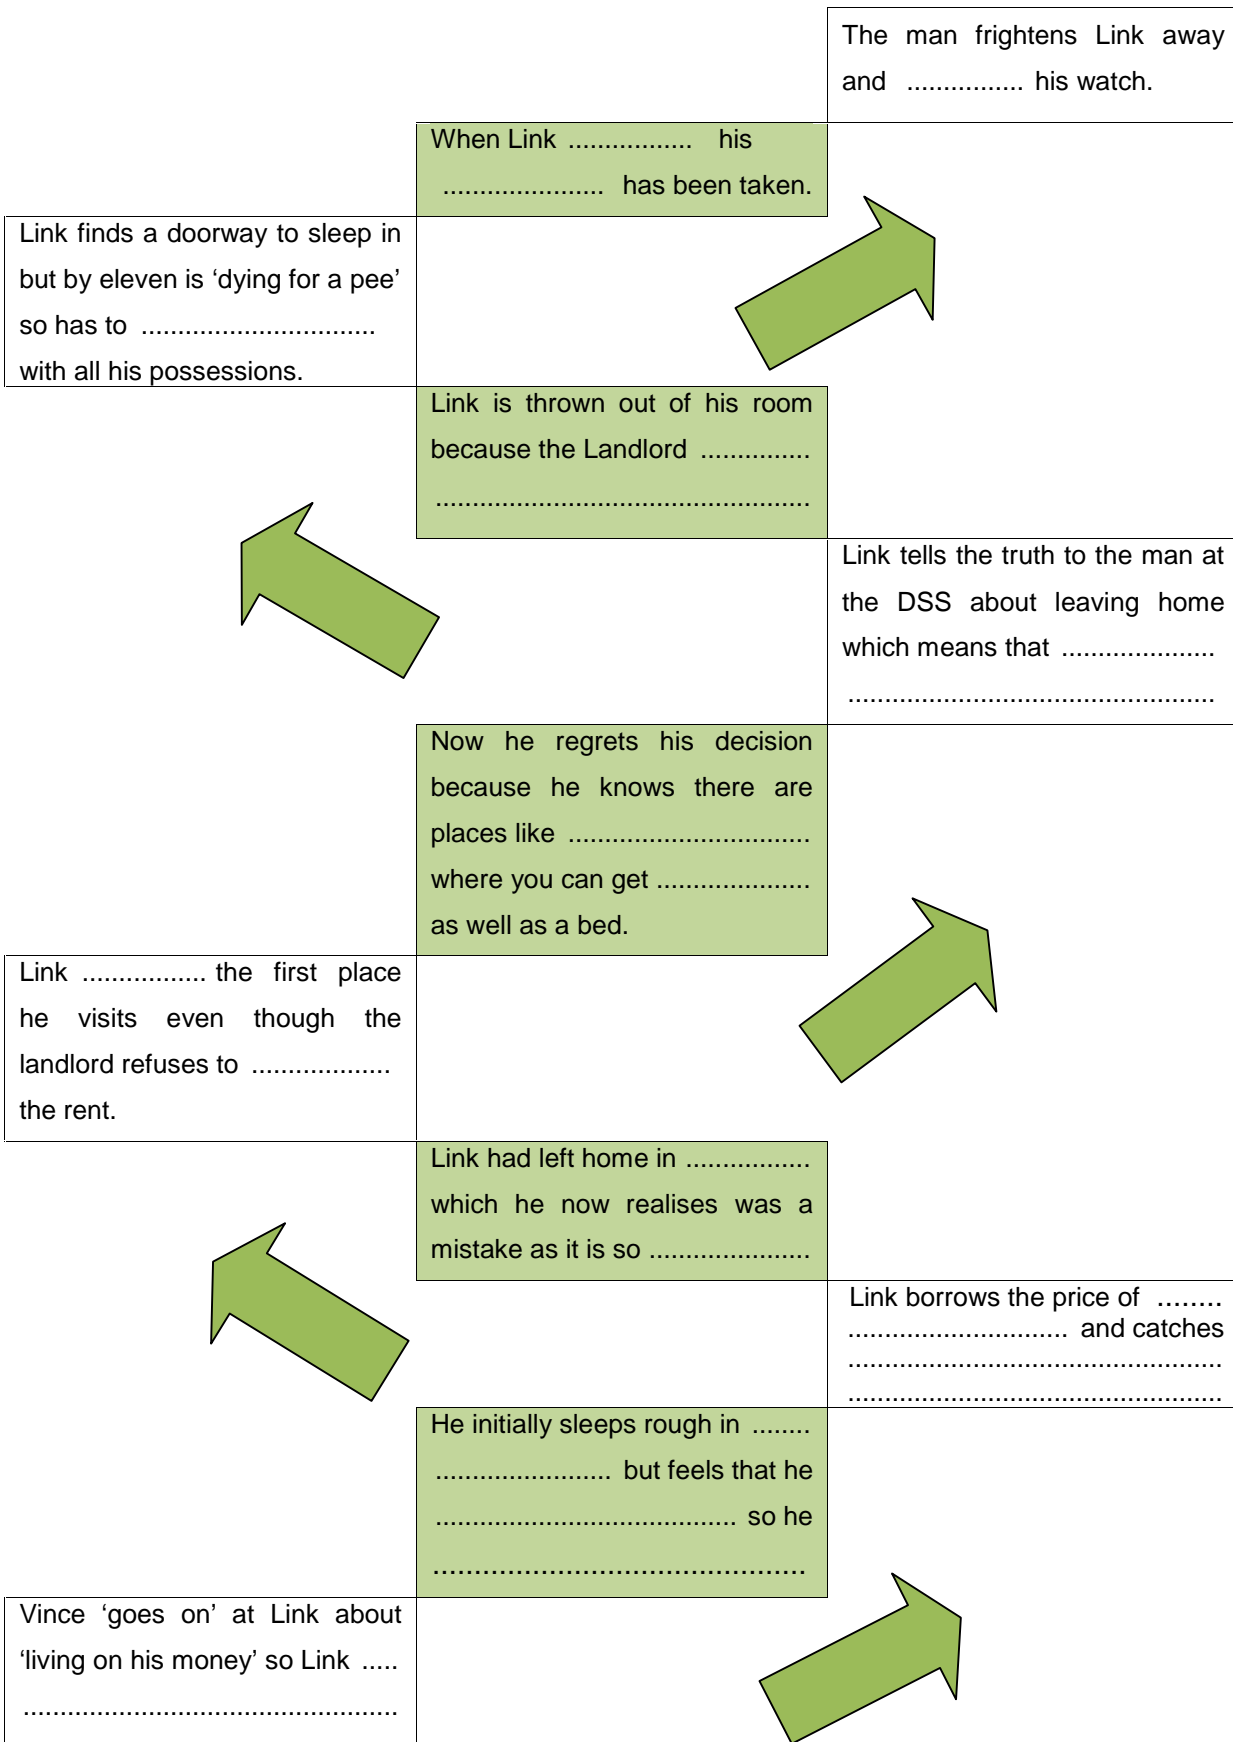 The man frightens Link away
and ................ his watch.
When Link ................. his
...................... has been taken.
Link finds a doorway to sleep in
but by eleven is ‘dying for a pee’
so has to ................................
with all his possessions.
Link is thrown out of his room
because the Landlord ...............
...................................................
Link tells the truth to the man at
the DSS about leaving home
which means that .....................
..................................................
Now he regrets his decision
because he knows there are
places like .................................
where you can get .....................
as well as a bed.
Link ................. the first place
he visits even though the
landlord refuses to ...................
the rent.
Link had left home in .................
which he now realises was a
mistake as it is so ......................
Link borrows the price of ........
.............................. and catches
...................................................
...................................................
He initially sleeps rough in ........
........................ but feels that he
......................................... so he
.............................................
Vince ‘goes on’ at Link about
‘living on his money’ so Link .....
...................................................